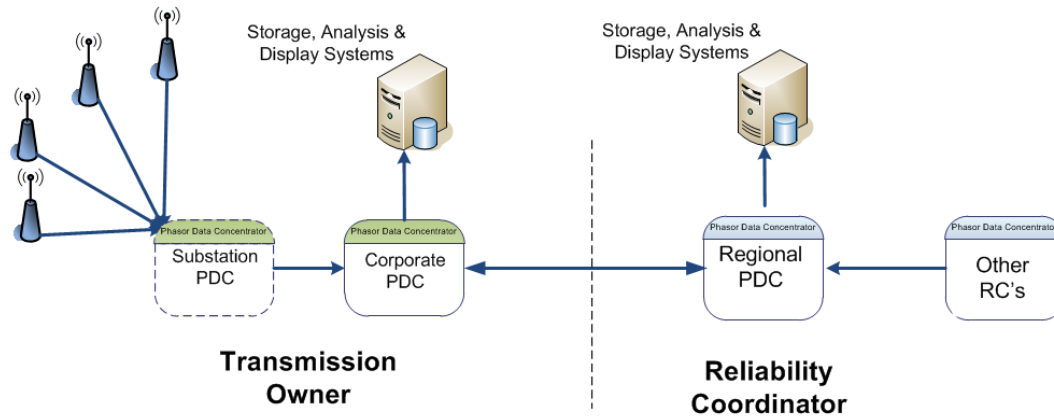 Storage, Analysis &
Display Systems
Storage, Analysis &
Display Systems
Phasor Data Concentrator
Substation
PDC
Phasor Data Concentrator
Corporate
PDC
Phasor Data Concentrator
Regional
PDC
Phasor Data Concentrator
Other
RC's
Transmission
Owner
Reliability
Coordinator